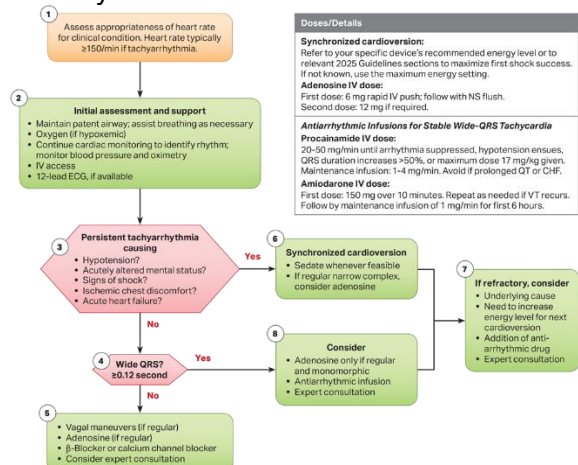 1
Assess appropriateness of heart rate
for clinical condition. Heart rate typically
≥150/min if tachyarrhythmia.
2
Initial assessment and support
• Maintain patent airway; assist breathing as necessary
• Oxygen (if hypoxemic)
• Continue cardiac monitoring to identify rhythm;
monitor blood pressure and oximetry
• IV access
• 12-lead ECG, if available
Doses/Details
Synchronized cardioversion:
Refer to your specific device's recommended energy level or to
relevant 2025 Guidelines sections to maximize first shock success.
If not known, use the maximum energy setting.
Adenosine IV dose:
First dose: 6 mg rapid IV push; follow with NS flush.
Second dose: 12 mg if required.
Antiarrhythmic Infusions for Stable Wide-QRS Tachycardia
Procainamide IV dose:
20-50 mg/min until arrhythmia suppressed, hypotension ensues,
QRS duration increases >50%, or maximum dose 17 mg/kg given.
Maintenance infusion: 1-4 mg/min. Avoid if prolonged QT or CHF.
Amiodarone IV dose:
First dose: 150 mg over 10 minutes. Repeat as needed if VT recurs.
Follow by maintenance infusion of 1 mg/min for first 6 hours.
3
Persistent tachyarrhythmia
causing
• Hypotension?
• Acutely altered mental status?
• Signs of shock?
• Ischemic chest discomfort?
• Acute heart failure?
Yes
6
Synchronized cardioversion
• Sedate whenever feasible
• If regular narrow complex,
consider adenosine
7
If refractory, consider
• Underlying cause
• Need to increase
energy level for next
cardioversion
• Addition of anti-
arrhythmic drug
• Expert consultation
No
4
Wide QRS?
≥0.12 second
Yes
8
Consider
• Adenosine only if regular
and monomorphic
• Antiarrhythmic infusion
• Expert consultation
No
5
• Vagal maneuvers (if regular)
• Adenosine (if regular)
• β-Blocker or calcium channel blocker
• Consider expert consultation